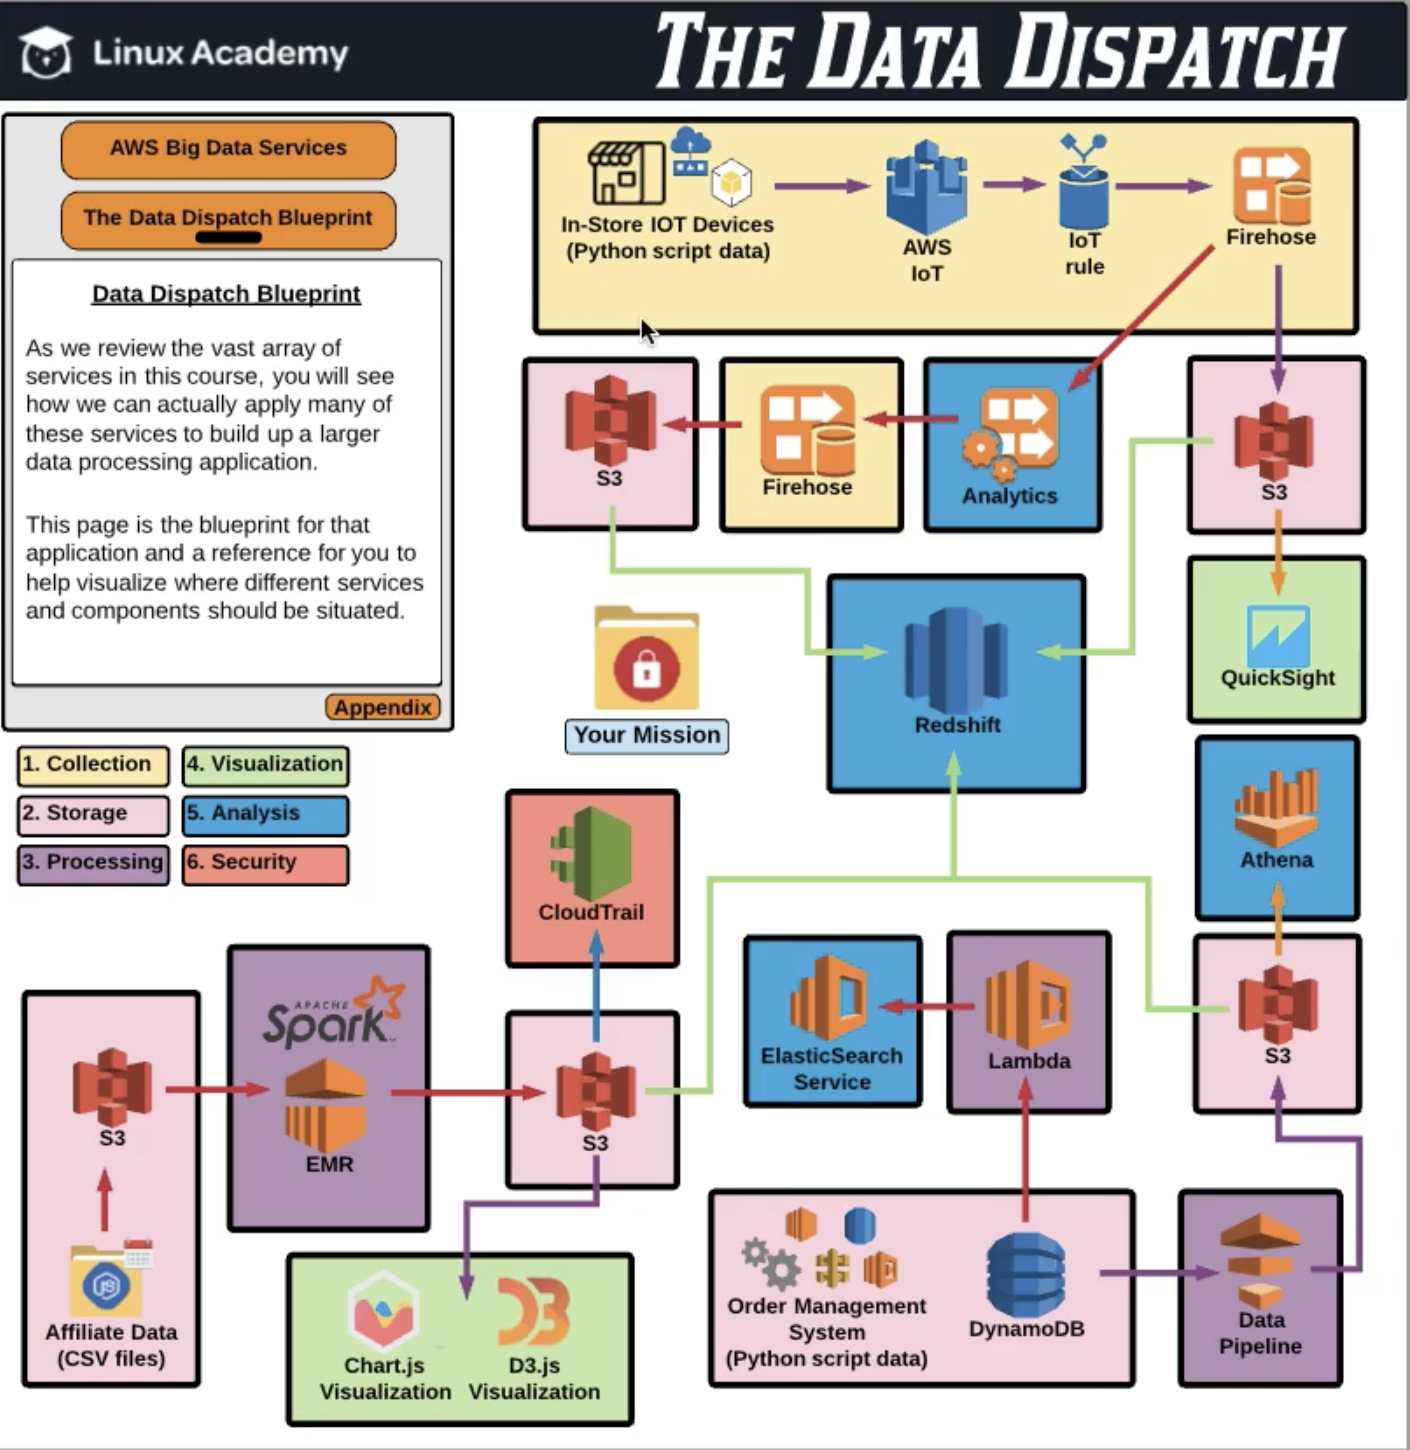 Linux Academy
THE DATA DISPATCH
AWS Big Data Services
The Data Dispatch Blueprint
Data Dispatch Blueprint
As we review the vast array of
services in this course, you will see
how we can actually apply many of
these services to build up a larger
data processing application.
This page is the blueprint for that
application and a reference for you to
help visualize where different services
and components should be situated.
Appendix
1. Collection
4. Visualization
2. Storage
5. Analysis
3. Processing
6. Security
In-Store IOT Devices
(Python script data)
AWS
IoT
IoT
rule
Firehose
S3
Firehose
Analytics
S3
Your Mission
Redshift
QuickSight
CloudTrail
Athena
APACHE
Spark
EMR
S3
Affiliate Data
(CSV files)
JS
S3
ElasticSearch
Service
Lambda
S3
Chart.js
Visualization
D3
D3.js
Visualization
Order Management
System
(Python script data)
DynamoDB
Data
Pipeline